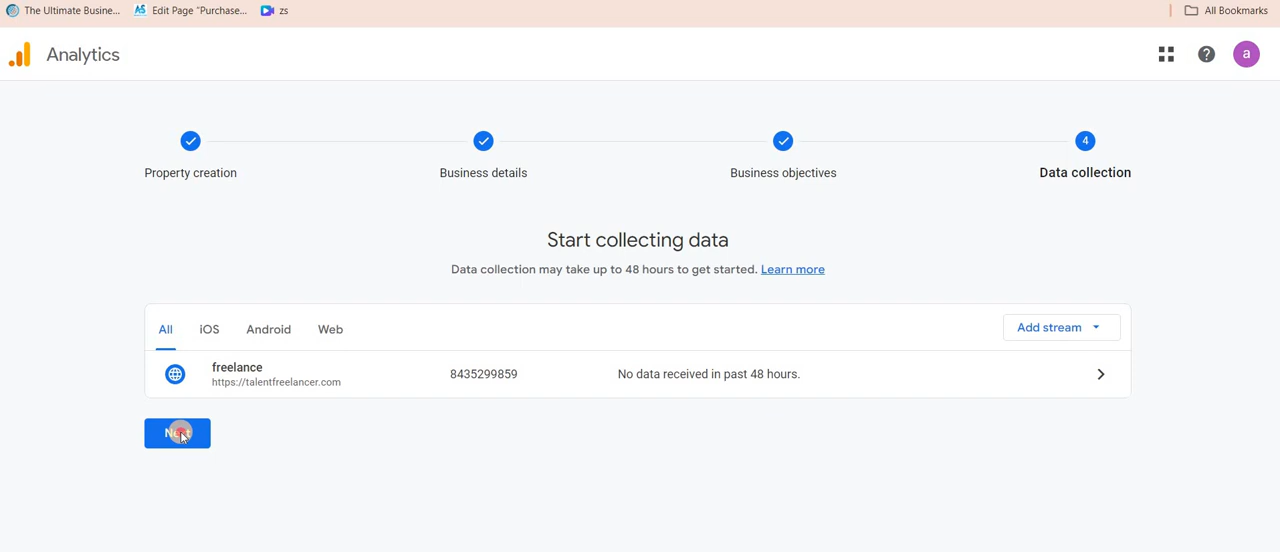 The Ultimate Busine... Edit Page "Purchase... zs All Bookmarks
Analytics a
4
Property creation Business details Business objectives Data collection
Start collecting data
Data collection may take up to 48 hours to get started. Learn more
All iOS Android Web Add stream
freelance
https://talentfreelancer.com 8435299859 No data received in past 48 hours.